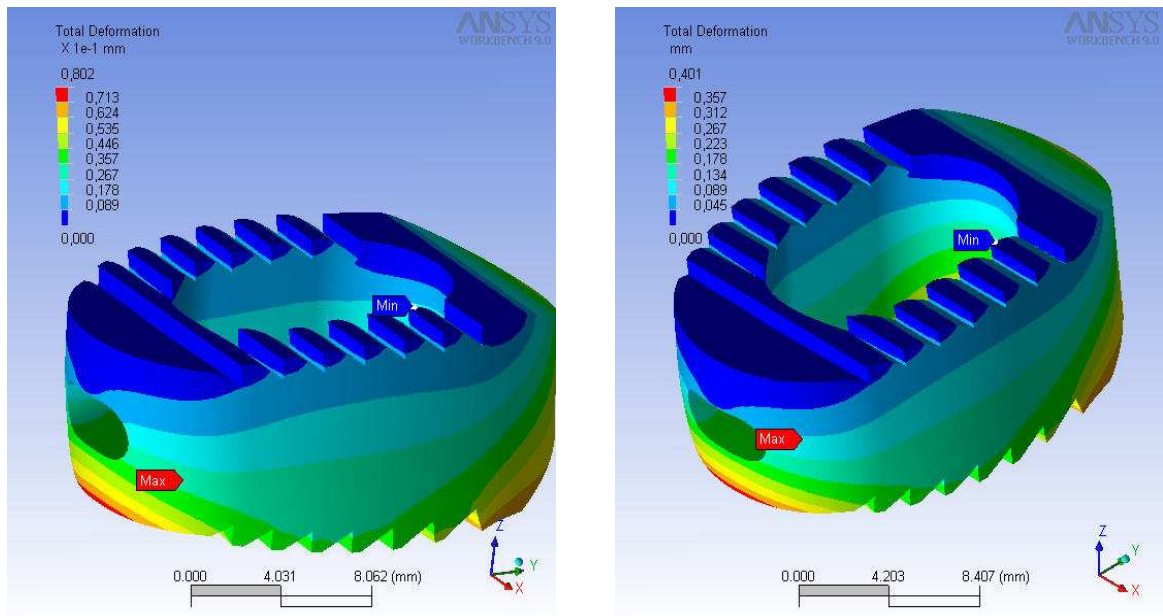 Total Deformation
X 1e-1 mm
0,802
0,713
0,624
0,535
0,446
0,357
0,267
0,178
0,089
0,000
ANSYS
WORKBENCH 9.0
Min
Max
Z
Y
X
0.000 4.031 8.062 (mm)
Total Deformation
mm
0,401
0,357
0,312
0,267
0,223
0,178
0,134
0,089
0,045
0,000
ANSYS
WORKBENCH 9.0
Min
Max
Z
Y
X
0.000 4.203 8.407 (mm)